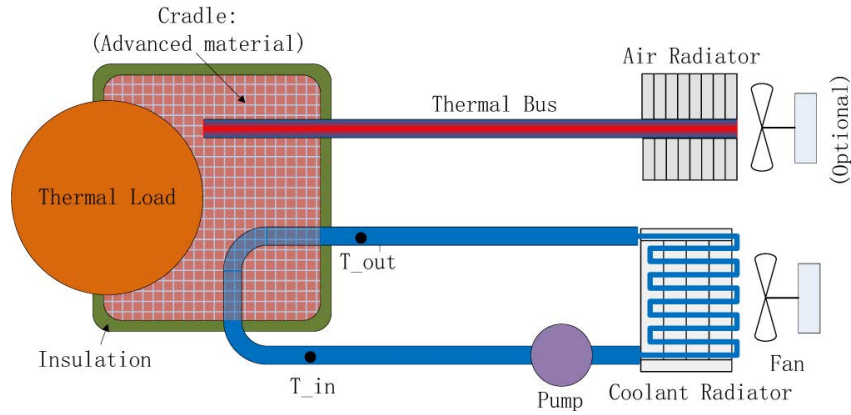 Cradle:
(Advanced material)
Air Radiator
Thermal Bus
(Optional)
Thermal Load
T_out
Insulation
T_in
Pump
Fan
Coolant Radiator